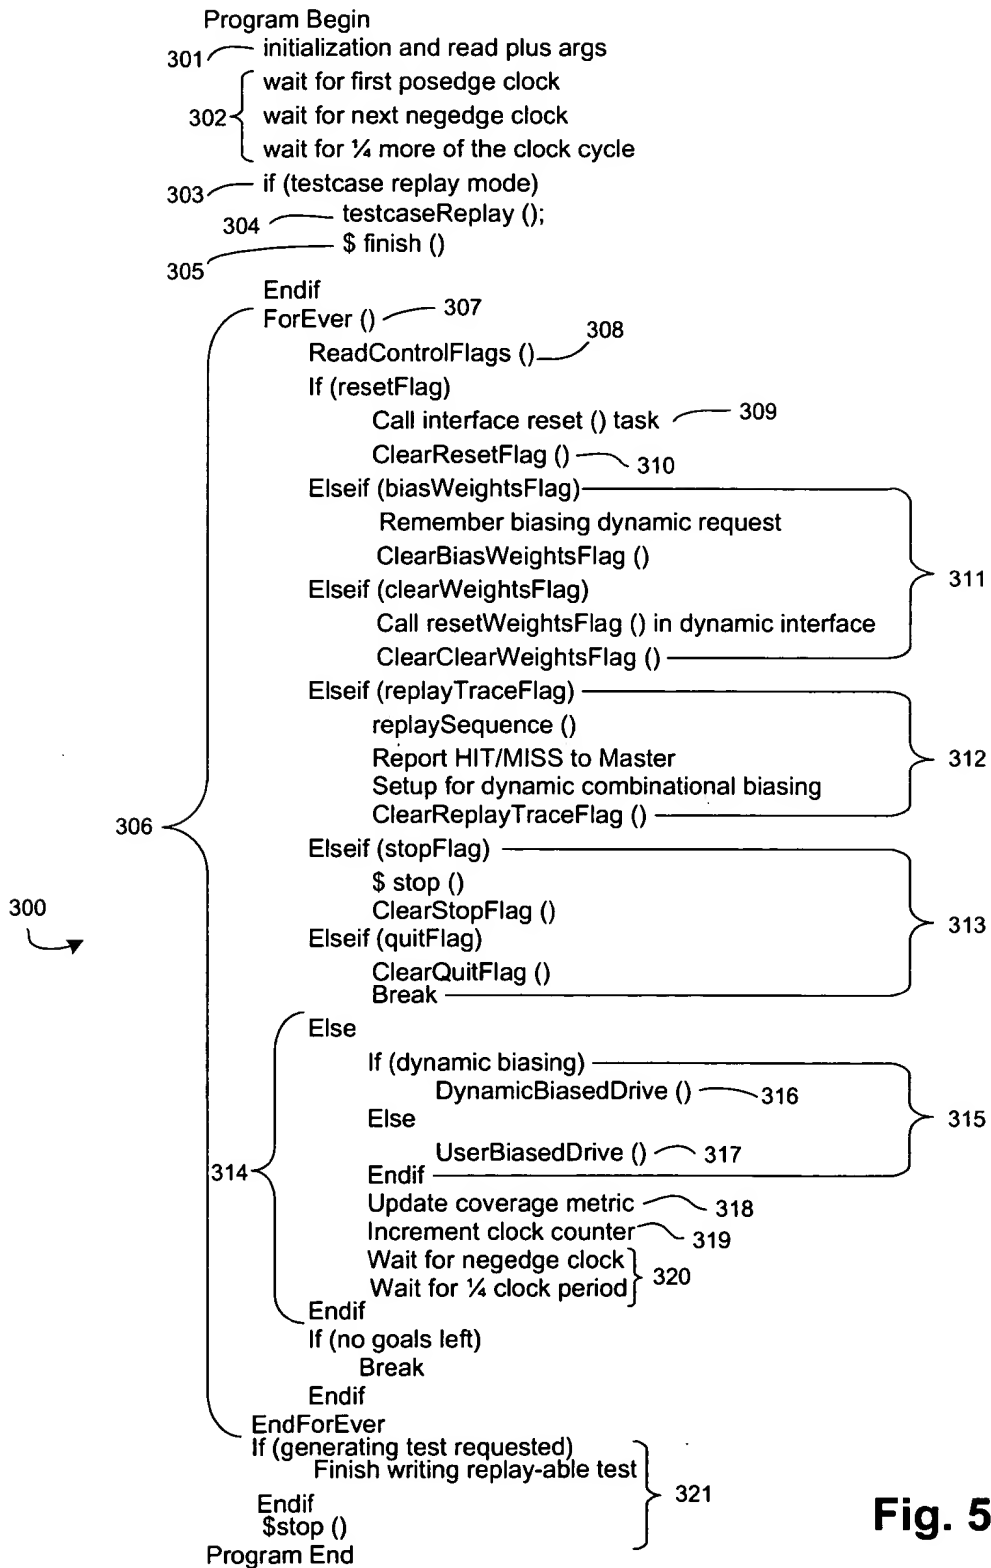 Program Begin
301 initialization and read plus args
wait for first posedge clock
302 wait for next negedge clock
wait for ¼ more of the clock cycle
303 if (testcase replay mode)
304 testcaseReplay ();
305 $ finish ()
Endif
ForEver () 307
ReadControlFlags () 308
If (resetFlag)
Call interface reset () task 309
ClearResetFlag () 310
Elseif (biasWeightsFlag)
Remember biasing dynamic request
ClearBiasWeightsFlag ()
311
Elseif (clearWeightsFlag)
Call resetWeightsFlag () in dynamic interface
ClearClearWeightsFlag ()
Elseif (replayTraceFlag)
replaySequence ()
Report HIT/MISS to Master 312
Setup for dynamic combinational biasing
ClearReplayTraceFlag ()
306
Elseif (stopFlag)
$ stop ()
ClearStopFlag ()
300
313
Elseif (quitFlag)
ClearQuitFlag ()
Break
Else
If (dynamic biasing)
DynamicBiasedDrive () 316
Else 315
UserBiasedDrive () 317
314 Endif
Update coverage metric 318
Increment clock counter 319
Wait for negedge clock
320
Wait for ¼ clock period
Endif
If (no goals left)
Break
Endif
EndForEver
If (generating test requested)
Finish writing replay-able test
321
Endif
$stop ()
Program End
Fig. 5